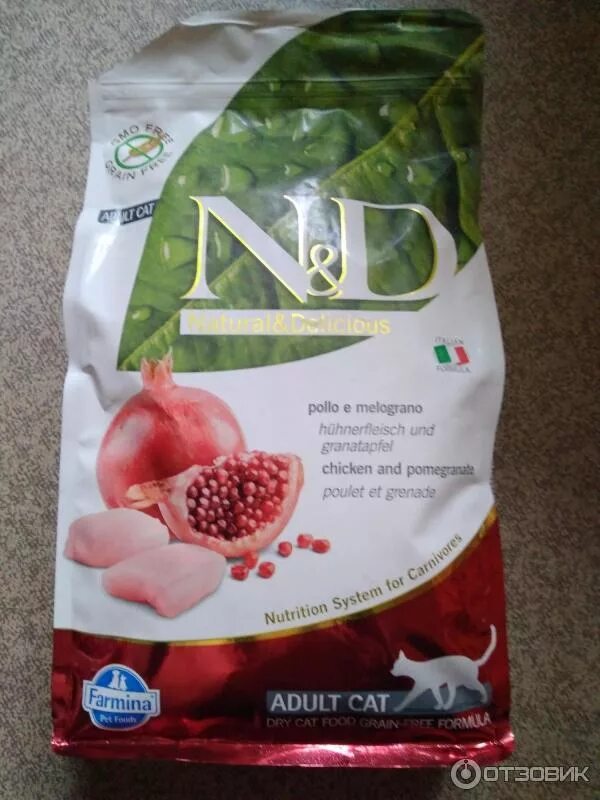 GMO FREE
GRAIN FREE
ADULT CAT
N&D
Natural&Delicious
ITALIAN
FORMULA
pollo e melograno
hühnerfleisch und
granatapfel
chicken and pomegranate
poulet et grenade
Nutrition System for Carnivores
Farmina
Pet Foods
ADULT CAT
DRY CAT FOOD GRAIN-FREE FORMULA
ОТЗОВИК